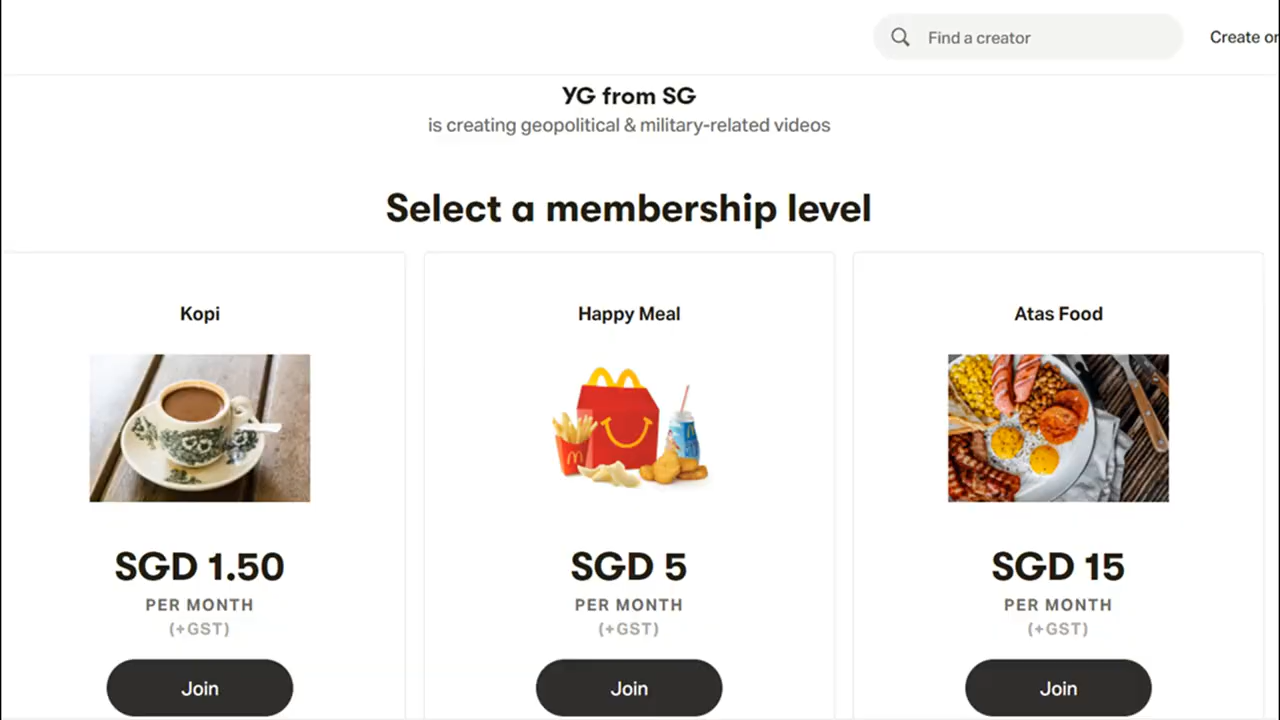 Find a creator
Create on
YG from SG
is creating geopolitical & military-related videos
Select a membership level
Kopi
Happy Meal
Atas Food
SGD 1.50
SGD 5
SGD 15
PER MONTH
PER MONTH
PER MONTH
(+GST)
(+GST)
(+GST)
Join
Join
Join